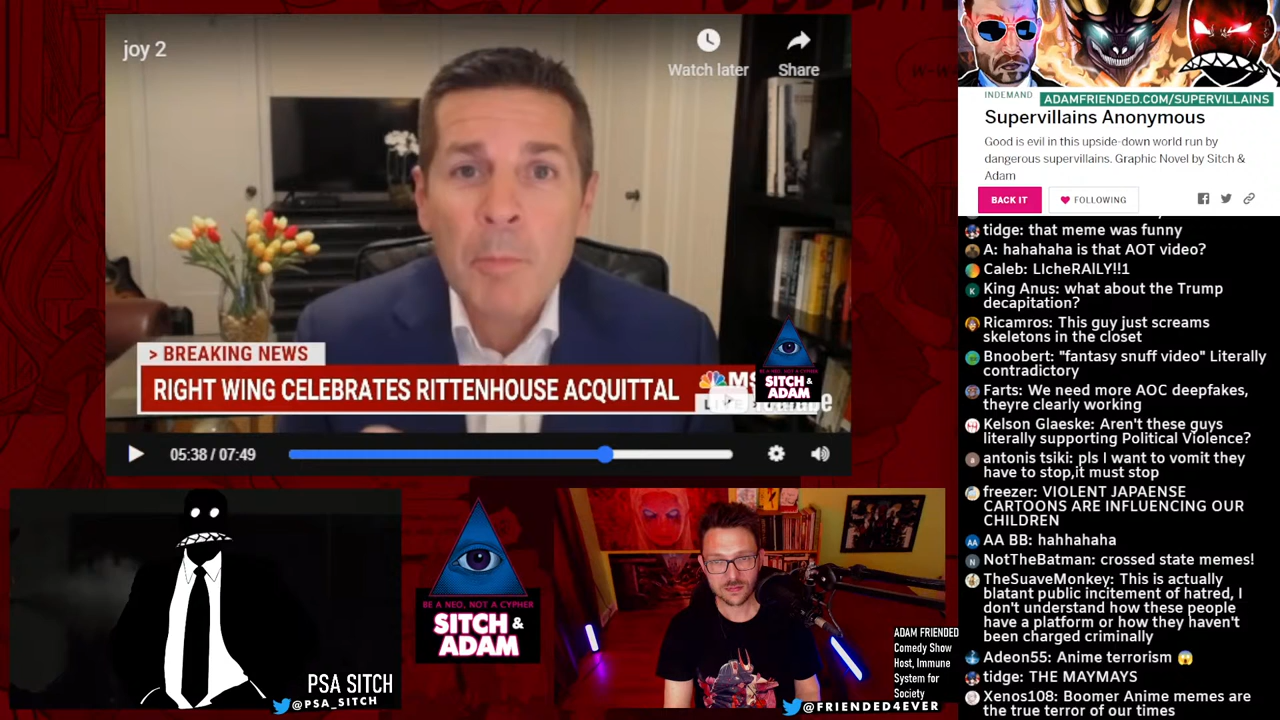 joy 2
Watch later
Share
> BREAKING NEWS
RIGHT WING CELEBRATES RITTENHOUSE ACQUITTAL
BE A NEO, NOT A CYPHER
SITCH &
ADAM
05:38 / 07:49
PSA SITCH
@PSA_SITCH
BE A NEO, NOT A CYPHER
SITCH &
ADAM
ADAM FRIENDED
Comedy Show
Host, Immune
System for
Society
@FRIENDED4EVER
INDEMAND
ADAMFRIENDED.COM/SUPERVILLAINS
Supervillains Anonymous
Good is evil in this upside-down world run by
dangerous supervillains. Graphic Novel by Sitch &
Adam
BACK IT
FOLLOWING
tidge: that meme was funny
A: hahahaha is that AOT video?
Caleb: LIcheRAILY!!1
King Anus: what about the Trump
decapitation?
Ricamros: This guy just screams
skeletons in the closet
Bnoobert: "fantasy snuff video" Literally
contradictory
Farts: We need more AOC deepfakes,
theyre clearly working
Kelson Glaeske: Aren't these guys
literally supporting Political Violence?
antonis tsiki: pls I want to vomit they
have to stop,it must stop
freezer: VIOLENT JAPAENSE
CARTOONS ARE INFLUENCING OUR
CHILDREN
AA BB: hahhahaha
NotTheBatman: crossed state memes!
TheSuaveMonkey: This is actually
blatant public incitement of hatred, I
don't understand how these people
have a platform or how they haven't
been charged criminally
Adeon55: Anime terrorism 😱
tidge: THE MAYMAYS
Xenos108: Boomer Anime memes are
the true terror of our times